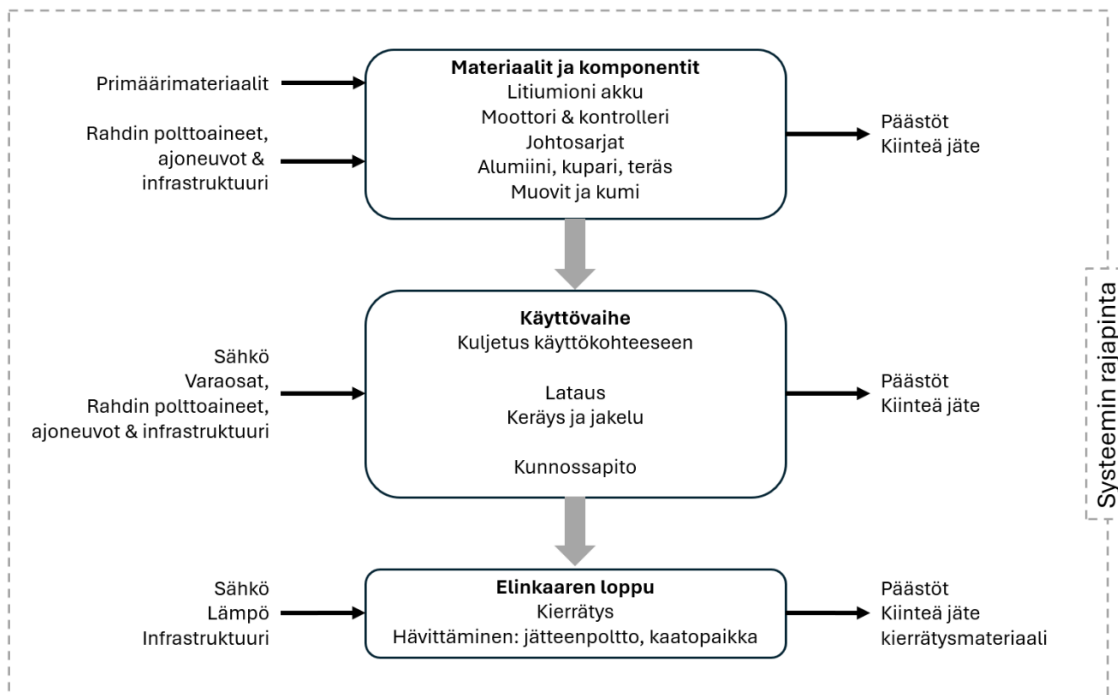 Primäärimateriaalit
Rahdin polttoaineet,
ajoneuvot &
infrastruktuuri
Materiaalit ja komponentit
Litiumioni akku
Moottori & kontrolleri
Johtosarjat
Alumiini, kupari, teräs
Muovit ja kumi
Päästöt
Kiinteä jäte
Sähkö
Varaosat,
Rahdin polttoaineet,
ajoneuvot & infrastruktuuri
Käyttövaihe
Kuljetus käyttökohteeseen
Lataus
Keräys ja jakelu
Kunnossapito
Päästöt
Kiinteä jäte
Systeemin rajapinta
Sähkö
Lämpö
Infrastruktuuri
Elinkaaren loppu
Kierrätys
Hävittäminen: jätteenpoltto, kaatopaikka
Päästöt
Kiinteä jäte
kierrätysmateriaali